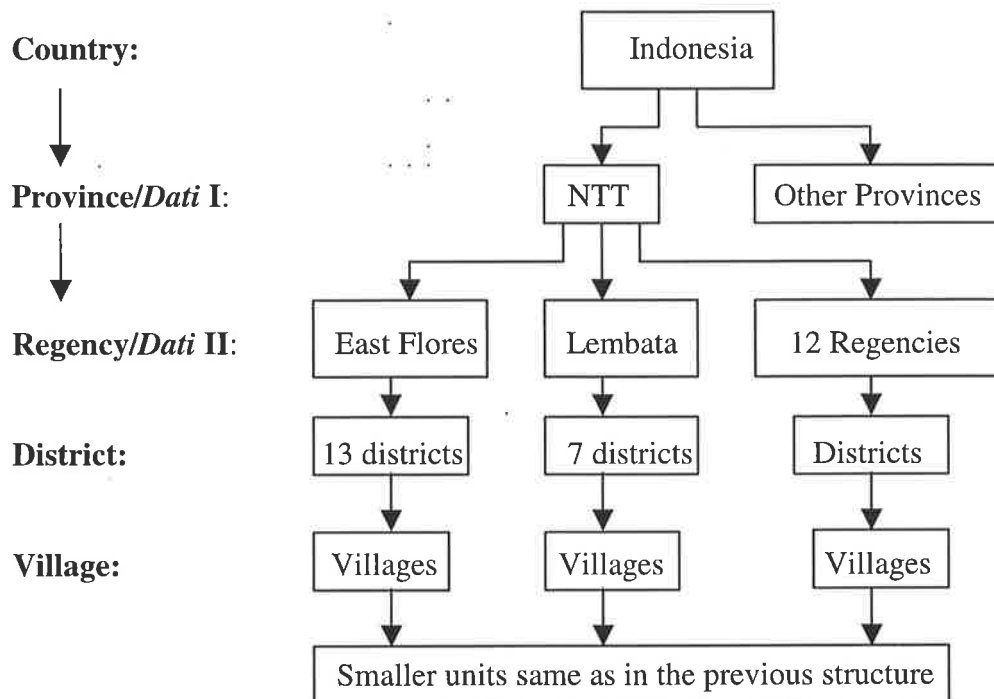 Country: Indonesia
Province/Dati I: NTT Other Provinces
Regency/Dati II: East Flores Lembata 12 Regencies
District: 13 districts 7 districts Districts
Village: Villages Villages Villages
Smaller units same as in the previous structure